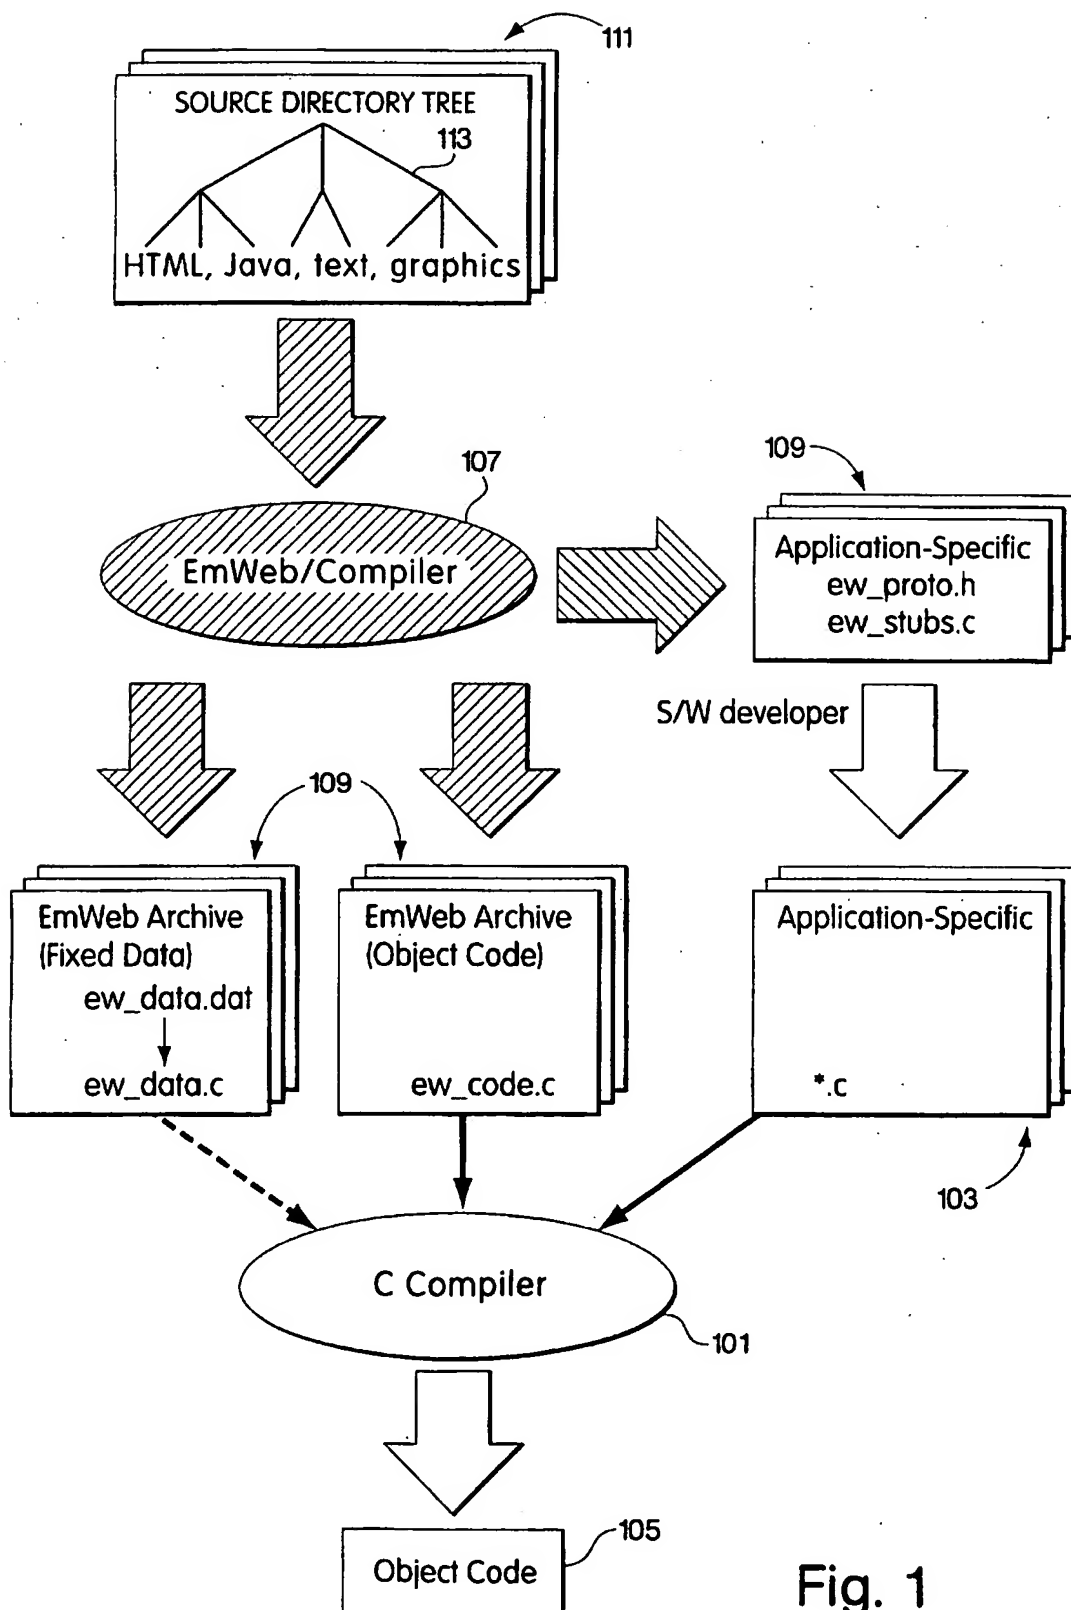 111
SOURCE DIRECTORY TREE
113
HTML, Java, text, graphics
107
EmWeb/Compiler
109
Application-Specific
ew_proto.h
ew_stubs.c
S/W developer
109
EmWeb Archive
(Fixed Data)
ew_data.dat
ew_data.c
EmWeb Archive
(Object Code)
ew_code.c
Application-Specific
*.c
103
C Compiler
101
105
Object Code
Fig. 1